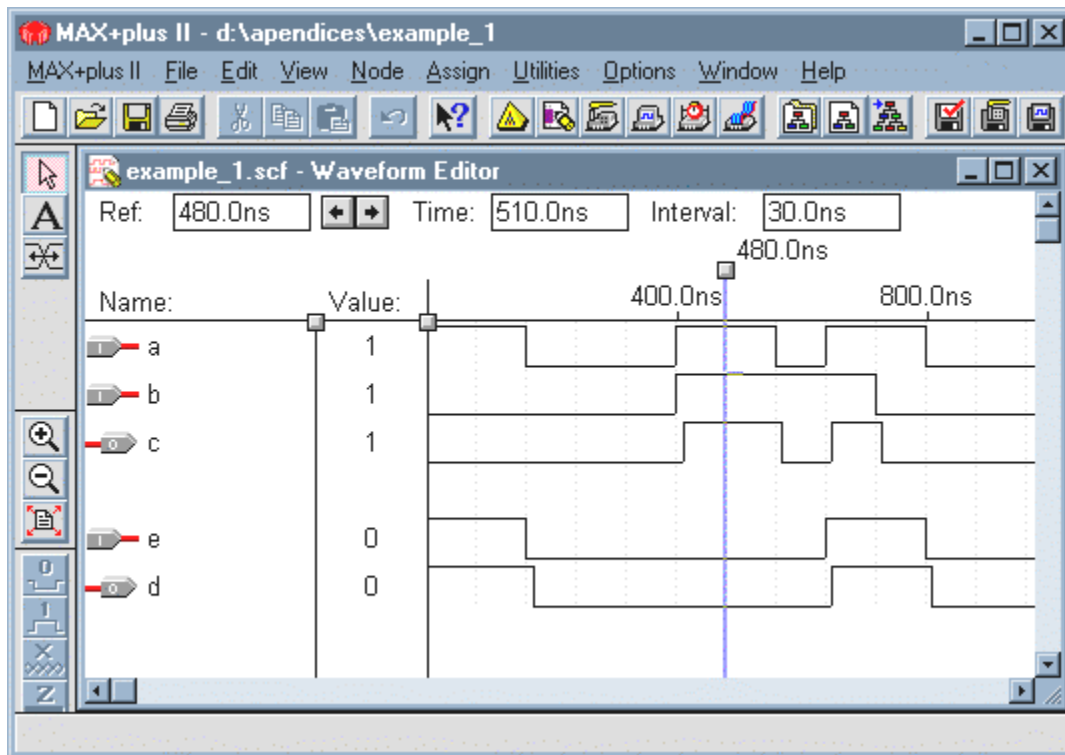 MAX+plus II - d:\apendices\example_1
MAX+plus II File Edit View Node Assign Utilities Options Window Help
example_1.scf - Waveform Editor
Ref: 480.0ns Time: 510.0ns Interval: 30.0ns
480.0ns
Name: Value: 400.0ns 800.0ns
I a 1
I b 1
O c 1
I e 0
O d 0
A
0
1
X
Z